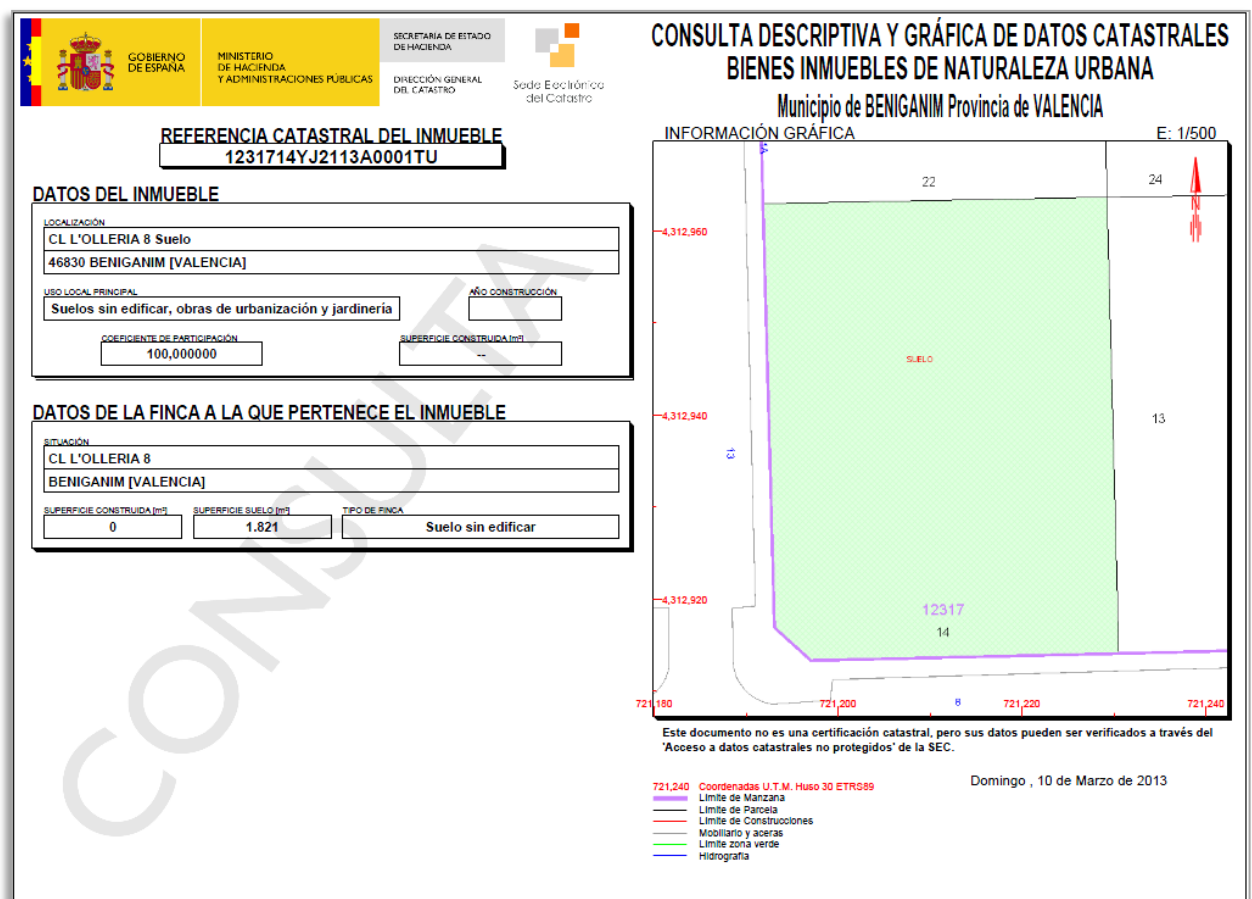 GOBIERNO
DE ESPAÑA
MINISTERIO
DE HACIENDA
Y ADMINISTRACIONES PÚBLICAS
SECRETARÍA DE ESTADO
DE HACIENDA
DIRECCIÓN GENERAL
DEL CATASTRO
Sede Electrónica
del Catastro
REFERENCIA CATASTRAL DEL INMUEBLE
1231714YJ2113A0001TU
DATOS DEL INMUEBLE
LOCALIZACIÓN
CL L'OLLERIA 8 Suelo
46830 BENIGANIM [VALENCIA]
USO LOCAL PRINCIPAL
Suelos sin edificar, obras de urbanización y jardinería
AÑO CONSTRUCCIÓN
COEFICIENTE DE PARTICIPACIÓN
100,000000
SUPERFICIE CONSTRUIDA [m²]
--
DATOS DE LA FINCA A LA QUE PERTENECE EL INMUEBLE
SITUACIÓN
CL L'OLLERIA 8
BENIGANIM [VALENCIA]
SUPERFICIE CONSTRUIDA [m²]
0
SUPERFICIE SUELO [m²]
1.821
TIPO DE FINCA
Suelo sin edificar
CONSULTA
CONSULTA DESCRIPTIVA Y GRÁFICA DE DATOS CATASTRALES
BIENES INMUEBLES DE NATURALEZA URBANA
Municipio de BENIGANIM Provincia de VALENCIA
INFORMACIÓN GRÁFICA
E: 1/500
22
24
N
4,312,960
SUELO
4,312,940
13
13
4,312,920
12317
14
8
721,180
721,200
721,220
721,240
Este documento no es una certificación catastral, pero sus datos pueden ser verificados a través del
'Acceso a datos catastrales no protegidos' de la SEC.
Domingo , 10 de Marzo de 2013
721,240 Coordenadas U.T.M. Huso 30 ETRS89
Límite de Manzana
Límite de Parcela
Límite de Construcciones
Mobiliario y aceras
Límite zona verde
Hidrografía